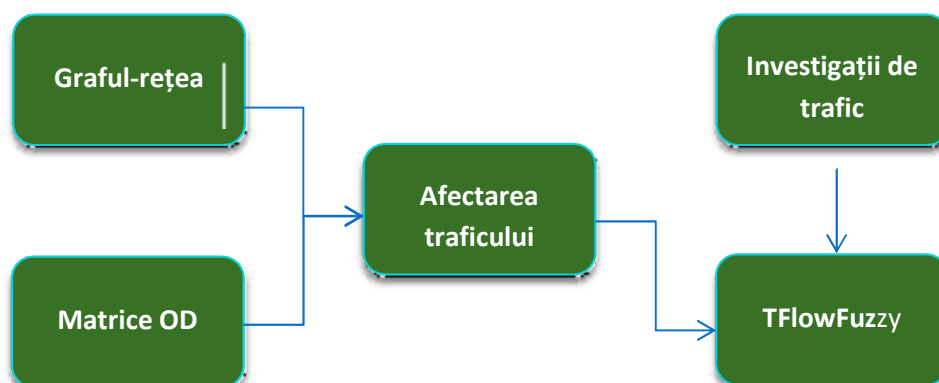 Graful-rețea
Investigații de
trafic
Afectarea
traficului
Matrice OD
TFlowFuzzy